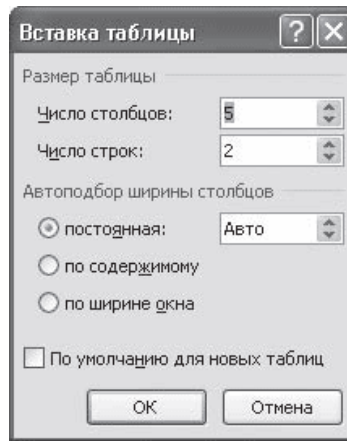 Вставка таблицы
Размер таблицы
Число столбцов: 5
Число строк: 2
Автоподбор ширины столбцов
постоянная: Авто
по содержимому
по ширине окна
По умолчанию для новых таблиц
ОК Отмена